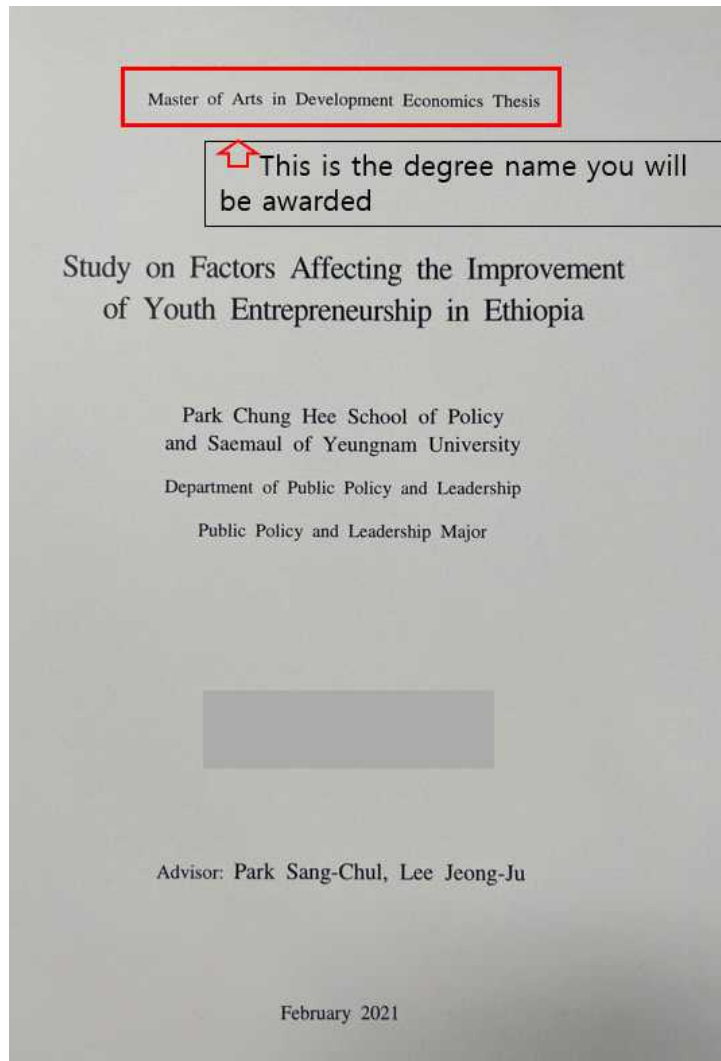 Master of Arts in Development Economics Thesis
This is the degree name you will
be awarded
Study on Factors Affecting the Improvement
of Youth Entrepreneurship in Ethiopia
Park Chung Hee School of Policy
and Saemaul of Yeungnam University
Department of Public Policy and Leadership
Public Policy and Leadership Major
Advisor: Park Sang-Chul, Lee Jeong-Ju
February 2021